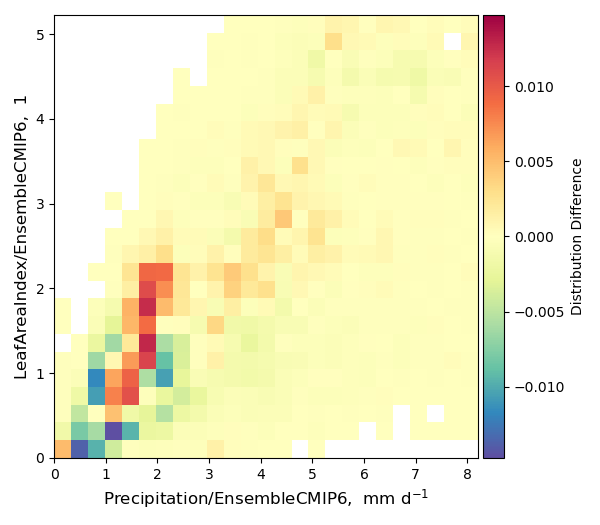 5
4
3
2
1
0
LeafAreaIndex/EnsembleCMIP6, 1
0 1 2 3 4 5 6 7 8
Precipitation/EnsembleCMIP6, mm d⁻¹
0.010
0.005
0.000
−0.005
−0.010
Distribution Difference